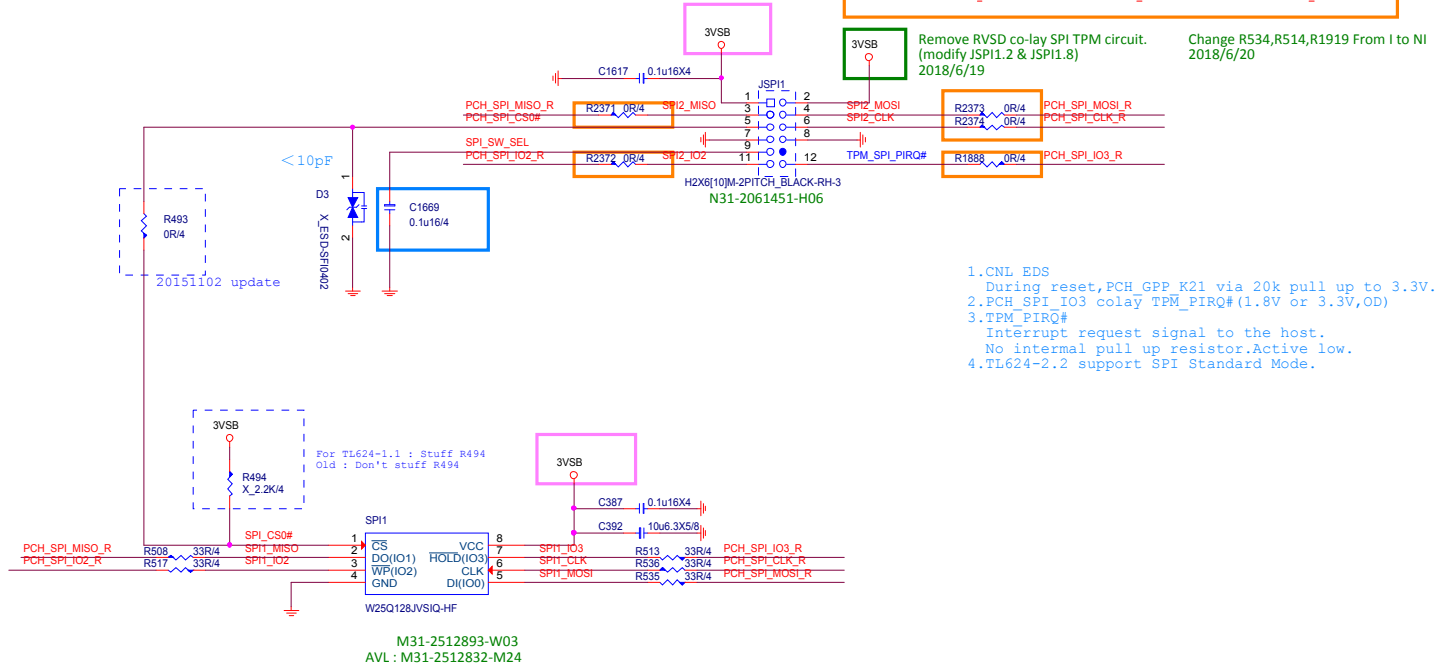 3VSB
3VSB
Remove RVSD co-lay SPI TPM circuit.
(modify JSPI1.2 & JSPI1.8)
2018/6/19
Change R534,R514,R1919 From I to NI
2018/6/20
C1617 0.1u16X4
JSPI1
1 2
PCH_SPI_MISO_R R2371 0R/4 SPI2_MISO 3 4 SPI2_MOSI R2373 0R/4 PCH_SPI_MOSI_R
PCH_SPI_CS0# 5 6 SPI2_CLK R2374 0R/4 PCH_SPI_CLK_R
7 8
SPI_SW_SEL 9
PCH_SPI_IO2_R R2372 0R/4 SPI2_IO2 11 12 TPM_SPI_PIRQ# R1888 0R/4 PCH_SPI_IO3_R
H2X6[10]M-2PITCH_BLACK-RH-3
N31-2061451-H06
<10pF
1
D3
2
X_ESD-SFI0402
C1669
0.1u16/4
R493
0R/4
20151102 update
1.CNL EDS
During reset,PCH_GPP_K21 via 20k pull up to 3.3V.
2.PCH_SPI_IO3 colay TPM_PIRQ#(1.8V or 3.3V,OD)
3.TPM_PIRQ#
Interrupt request signal to the host.
No internal pull up resistor.Active low.
4.TL624-2.2 support SPI Standard Mode.
3VSB
R494
X_2.2K/4
For TL624-1.1 : Stuff R494
Old : Don't stuff R494
3VSB
C387 0.1u16X4
C392 10u6.3X5/8
SPI1
SPI_CS0# 1 CS VCC 8
PCH_SPI_MISO_R R508 33R/4 SPI1_MISO 2 DO(IO1) HOLD(IO3) 7 SPI1_IO3 R513 33R/4 PCH_SPI_IO3_R
PCH_SPI_IO2_R R517 33R/4 SPI1_IO2 3 WP(IO2) CLK 6 SPI1_CLK R536 33R/4 PCH_SPI_CLK_R
4 GND DI(IO0) 5 SPI1_MOSI R535 33R/4 PCH_SPI_MOSI_R
W25Q128JVSIQ-HF
M31-2512893-W03
AVL : M31-2512832-M24